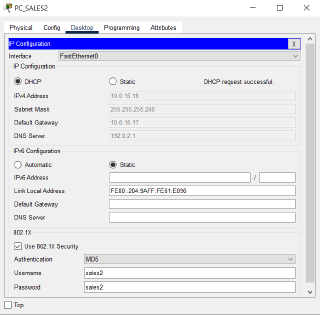 PC_SALES2
Physical Config Desktop Programming Attributes
IP Configuration X
Interface FastEthernet0
IP Configuration
DHCP Static DHCP request successful.
IPv4 Address 10.0.15.18
Subnet Mask 255.255.255.240
Default Gateway 10.0.15.17
DNS Server 192.0.2.1
IPv6 Configuration
Automatic Static
IPv6 Address /
Link Local Address FE80::204:9AFF:FE81:E096
Default Gateway
DNS Server
802.1X
Use 802.1X Security
Authentication MD5
Username sales2
Password sales2
Top